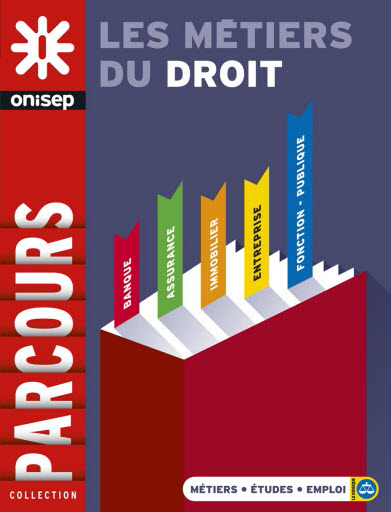 LES MÉTIERS
DU DROIT
onisep
BANQUE
ASSURANCE
IMMOBILIER
ENTREPRISE
FONCTION - PUBLIQUE
PARCOURS
COLLECTION
MÉTIERS • ÉTUDES • EMPLOI